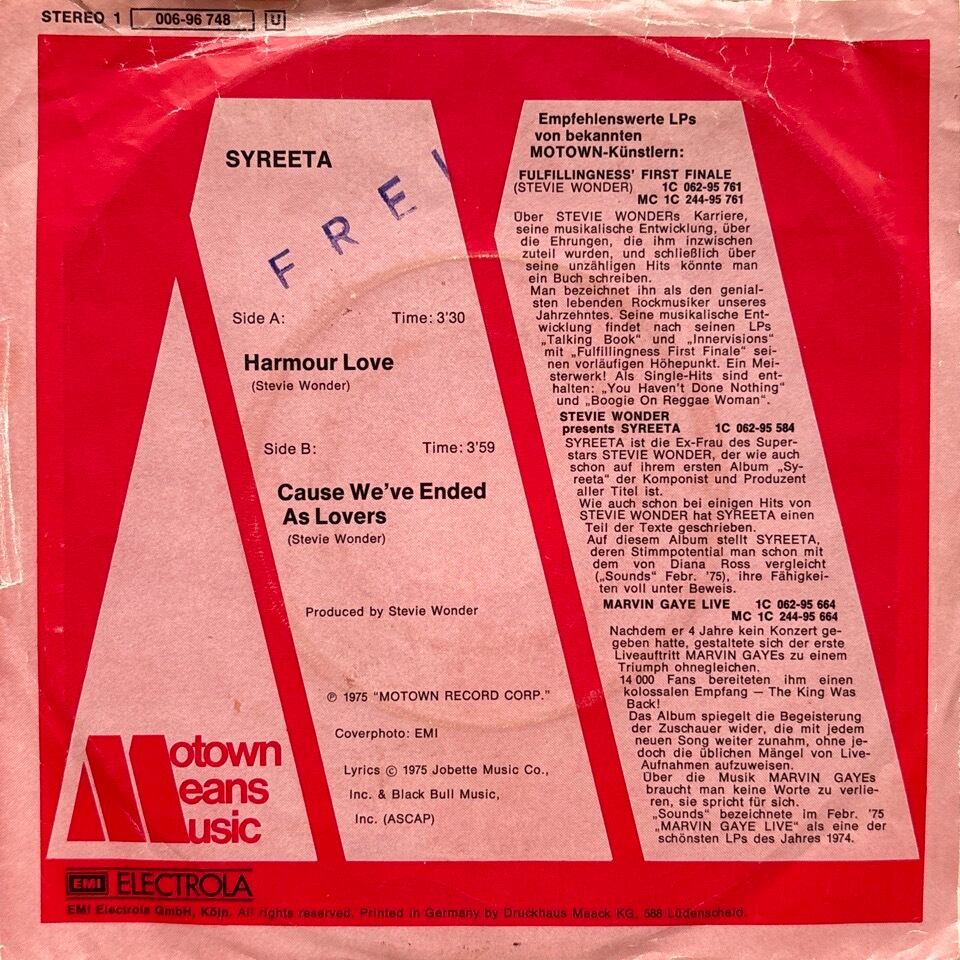 STEREO 1 006-96 748 U
SYREETA
FREI
Side A: Time: 3'30
Harmour Love
(Stevie Wonder)
Side B: Time: 3'59
Cause We've Ended
As Lovers
(Stevie Wonder)
Produced by Stevie Wonder
℗ 1975 "MOTOWN RECORD CORP."
Coverphoto: EMI
Lyrics © 1975 Jobette Music Co.,
Inc. & Black Bull Music,
Inc. (ASCAP)
Empfehlenswerte LPs
von bekannten
MOTOWN-Künstlern:
FULFILLINGNESS' FIRST FINALE
(STEVIE WONDER) 1C 062-95 761
MC 1C 244-95 761
Über STEVIE WONDERs Karriere,
seine musikalische Entwicklung, über
die Ehrungen, die ihm inzwischen
zuteil wurden, und schließlich über
seine unzähligen Hits könnte man
ein Buch schreiben.
Man bezeichnet ihn als den genial-
sten lebenden Rockmusiker unseres
Jahrzehntes. Seine musikalische Ent-
wicklung findet nach seinen LPs
„Talking Book“ und „Innervisions“
mit „Fulfillingness First Finale“ sei-
nen vorläufigen Höhepunkt. Ein Mei-
sterwerk! Als Single-Hits sind ent-
halten: „You Haven't Done Nothing“
und „Boogie On Reggae Woman“.
STEVIE WONDER
presents SYREETA 1C 062-95 584
SYREETA ist die Ex-Frau des Super-
stars STEVIE WONDER, der wie auch
schon auf ihrem ersten Album „Sy-
reeta“ der Komponist und Produzent
aller Titel ist.
Wie auch schon bei einigen Hits von
STEVIE WONDER hat SYREETA einen
Teil der Texte geschrieben.
Auf diesem Album stellt SYREETA,
deren Stimmpotential man schon mit
dem von Diana Ross vergleicht
(„Sounds“ Febr. '75), ihre Fähigkei-
ten voll unter Beweis.
MARVIN GAYE LIVE 1C 062-95 664
MC 1C 244-95 664
Nachdem er 4 Jahre kein Konzert ge-
geben hatte, gestaltete sich der erste
Liveauftritt MARVIN GAYEs zu einem
Triumph ohnegleichen.
14 000 Fans bereiteten ihm einen
kolossalen Empfang — The King Was
Back!
Das Album spiegelt die Begeisterung
der Zuschauer wider, die mit jedem
neuen Song weiter zunahm, ohne je-
doch die üblichen Mängel von Live-
Aufnahmen aufzuweisen.
Über die Musik MARVIN GAYEs
braucht man keine Worte zu verlie-
ren, sie spricht für sich.
„Sounds“ bezeichnete im Febr. '75
„MARVIN GAYE LIVE“ als eine der
schönsten LPs des Jahres 1974.
Motown
Means
Music
EMI ELECTROLA
EMI Electrola GmbH, Köln. All rights reserved. Printed in Germany by Druckhaus Maack KG, 588 Lüdenscheid.